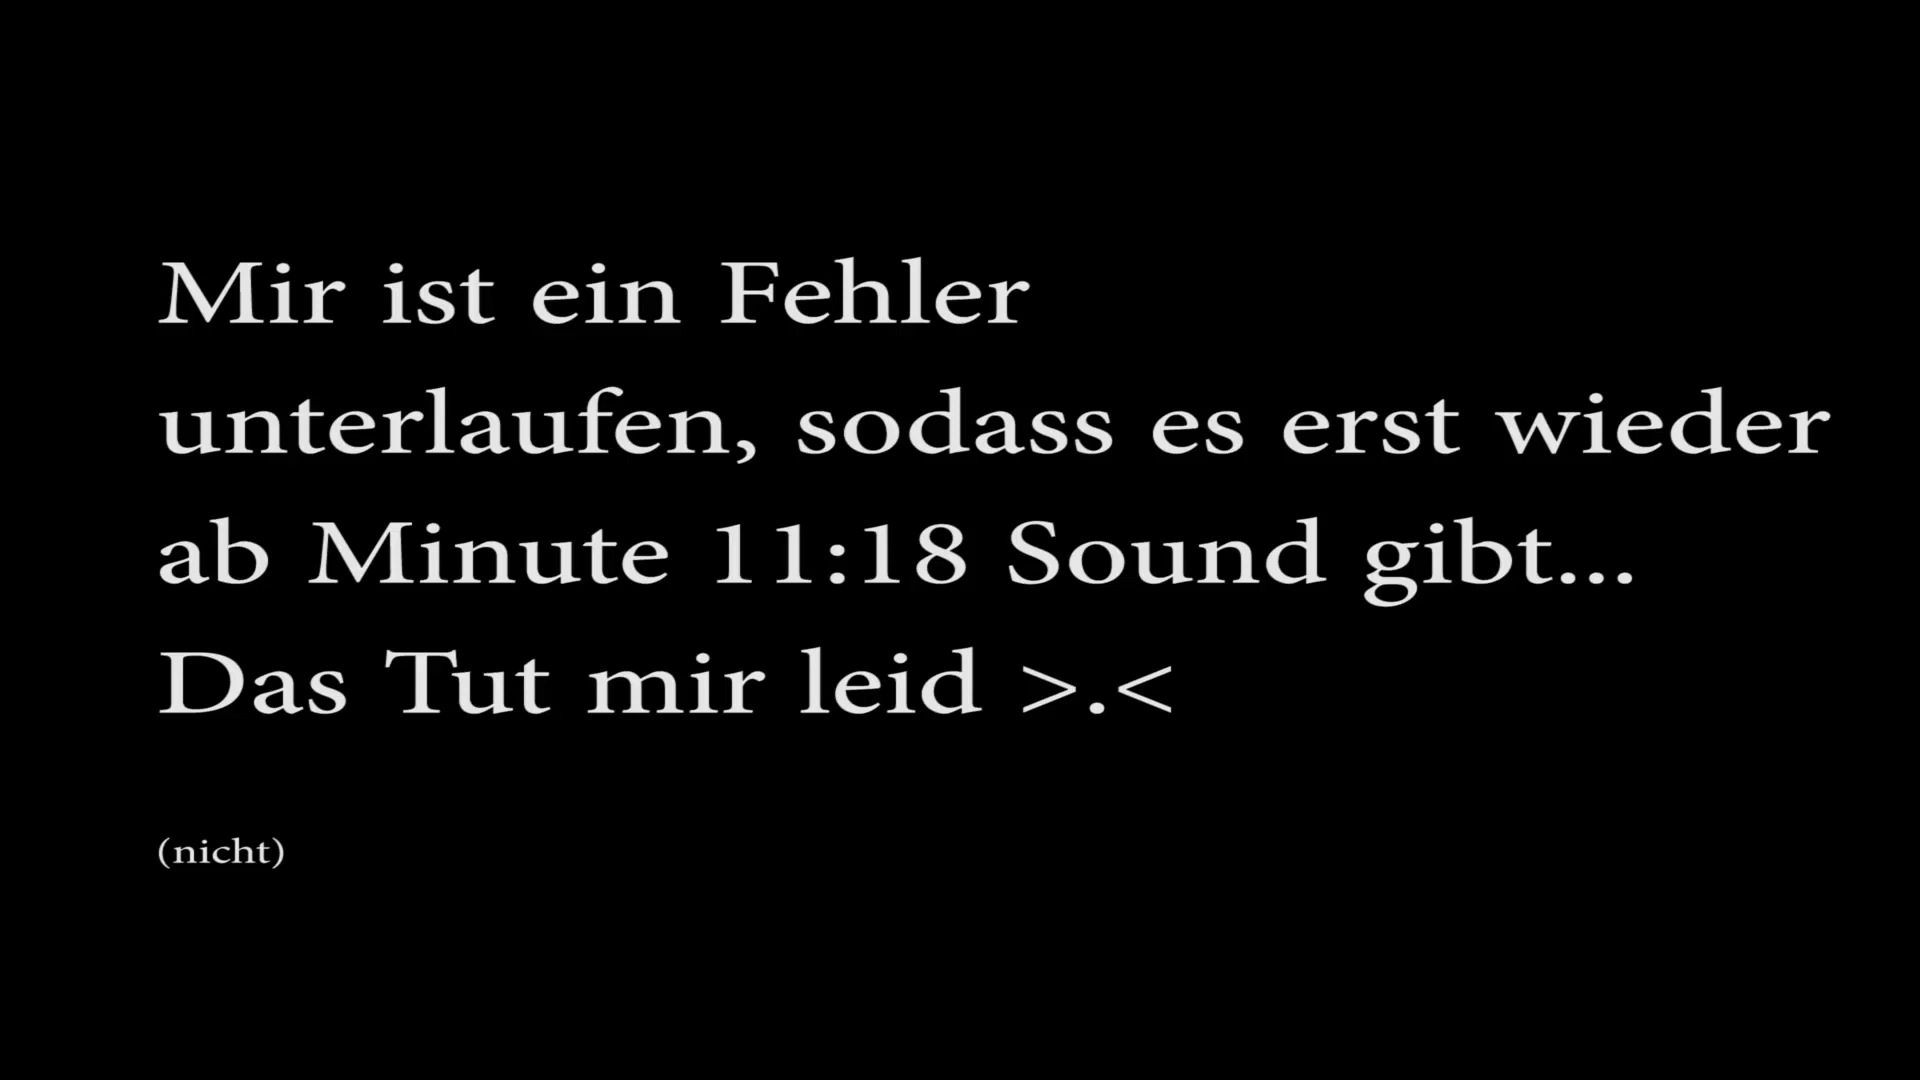 Mir ist ein Fehler
unterlaufen, sodass es erst wieder
ab Minute 11:18 Sound gibt...
Das Tut mir leid >.<
(nicht)